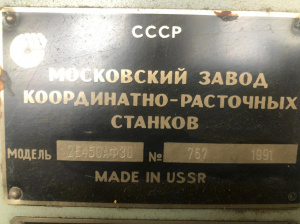 СССР
МОСКОВСКИЙ ЗАВОД
КООРДИНАТНО-РАСТОЧНЫХ
СТАНКОВ
МОДЕЛЬ 2Е450АФ30 № 757 1991
MADE IN USSR